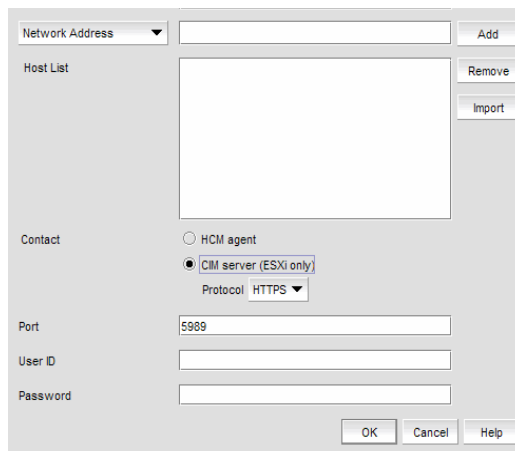 Network Address
Add
Host List
Remove
Import
Contact
HCM agent
CIM server (ESXi only)
Protocol HTTPS
Port
5989
User ID
Password
OK Cancel Help